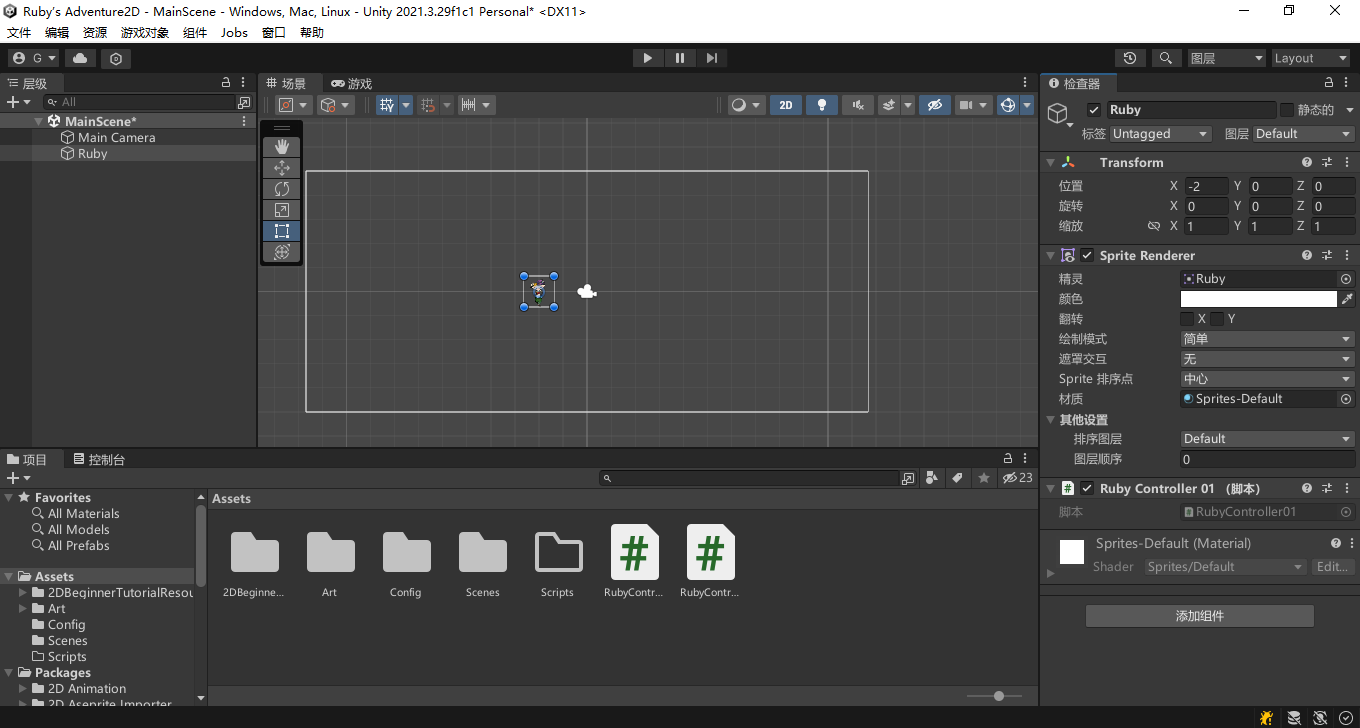 Ruby's Adventure2D - MainScene - Windows, Mac, Linux - Unity 2021.3.29f1c1 Personal* <DX11>
文件 编辑 资源 游戏对象 组件 Jobs 窗口 帮助
G 图层 Layout
层级
All
MainScene*
Main Camera
Ruby
场景 游戏
2D
检查器
Ruby 静态的
标签 Untagged 图层 Default
Transform
位置 X -2 Y 0 Z 0
旋转 X 0 Y 0 Z 0
缩放 X 1 Y 1 Z 1
Sprite Renderer
精灵 Ruby
颜色
翻转 X Y
绘制模式 简单
遮罩交互 无
Sprite 排序点 中心
材质 Sprites-Default
其他设置
排序图层 Default
图层顺序 0
Ruby Controller 01 （脚本）
脚本 RubyController01
Sprites-Default (Material)
Shader Sprites/Default Edit...
添加组件
项目 控制台
23
Favorites
All Materials
All Models
All Prefabs
Assets
2DBeginnerTutorialResou
Art
Config
Scenes
Scripts
Packages
2D Animation
2D Aseprite Importer
Assets
2DBeginne... Art Config Scenes Scripts RubyContr... RubyContr...